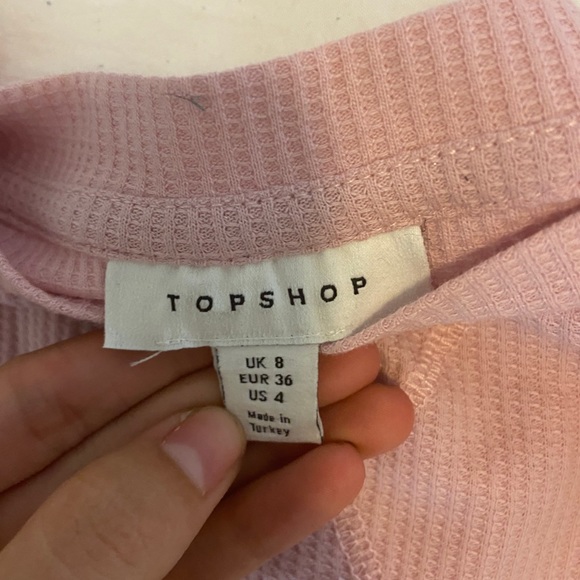 TOPSHOP
UK 8
EUR 36
US 4
Made in
Turkey